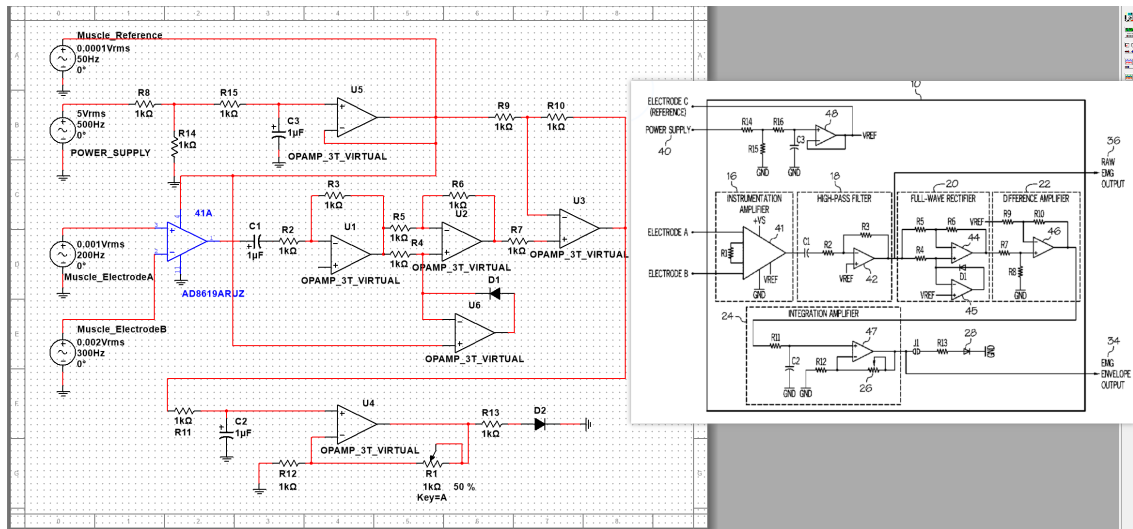 Muscle_Reference
0.0001Vrms
50Hz
0°
R8
1kΩ
R15
1kΩ
5Vrms
500Hz
0°
POWER_SUPPLY
R14
1kΩ
C3
1µF
U5
OPAMP_3T_VIRTUAL
R9
1kΩ
R10
1kΩ
41A
AD8619ARUZ
0.001Vrms
200Hz
0°
Muscle_ElectrodeA
Muscle_ElectrodeB
0.002Vrms
300Hz
0°
C1
1µF
R2
1kΩ
R3
1kΩ
U1
OPAMP_3T_VIRTUAL
R5
1kΩ
R4
1kΩ
R6
1kΩ
U2
OPAMP_3T_VIRTUAL
R7
1kΩ
U3
OPAMP_3T_VIRTUAL
D1
U6
OPAMP_3T_VIRTUAL
1kΩ
R11
C2
1µF
U4
OPAMP_3T_VIRTUAL
R13
1kΩ
D2
R12
1kΩ
R1
1kΩ
50 %
Key=A
10
ELECTRODE C
(REFERENCE)
POWER SUPPLY
40
R14
R16
R15
C3
GND
GND
48
VREF
36
RAW
EMG
OUTPUT
16
INSTRUMENTATION
AMPLIFIER
+VS
41
R1
VREF
GND
ELECTRODE A
ELECTRODE B
18
HIGH-PASS FILTER
C1
R2
R3
VREF
42
20
FULL-WAVE RECTIFIER
R5
R6
VREF
R4
44
D1
VREF
45
22
DIFFERENCE AMPLIFIER
R9
R10
R7
R8
46
GND
24
INTEGRATION AMPLIFIER
R11
C2
GND
R12
GND
47
26
J1
R13
28
GND
34
EMG
ENVELOPE
OUTPUT